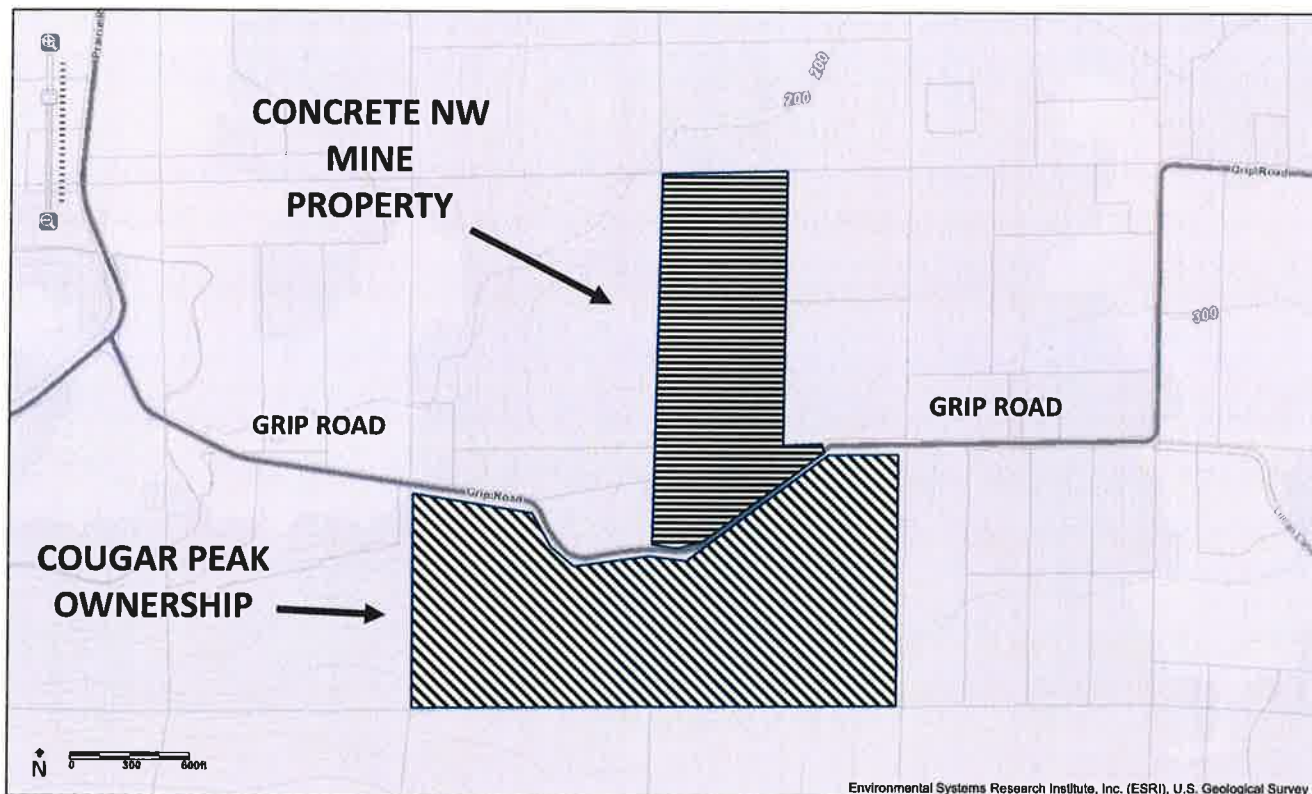 200
200
CONCRETE NW
MINE
PROPERTY
Grip Road
300
GRIP ROAD
GRIP ROAD
Grip Road
COUGAR PEAK
OWNERSHIP
N
0 300 600ft
Environmental Systems Research Institute, Inc. (ESRI), U.S. Geological Survey